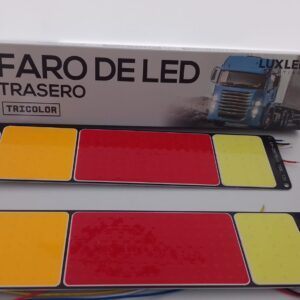 FARO DE LED
TRASERO
TRICOLOR
LUXLED